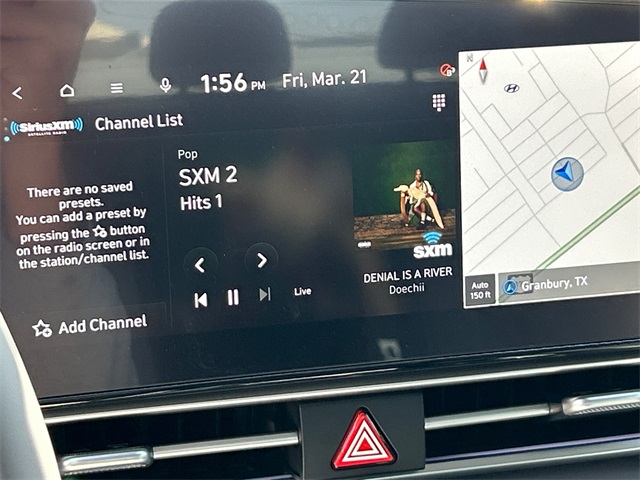 1:56 PM Fri, Mar. 21
N
((SiriusXM))
SATELLITE RADIO
Channel List
There are no saved
presets.
You can add a preset by
pressing the button
on the radio screen or in
the station/channel list.
Add Channel
Pop
SXM 2
Hits 1
Live
sxm
DENIAL IS A RIVER
Doechii
Auto
150 ft
Granbury, TX